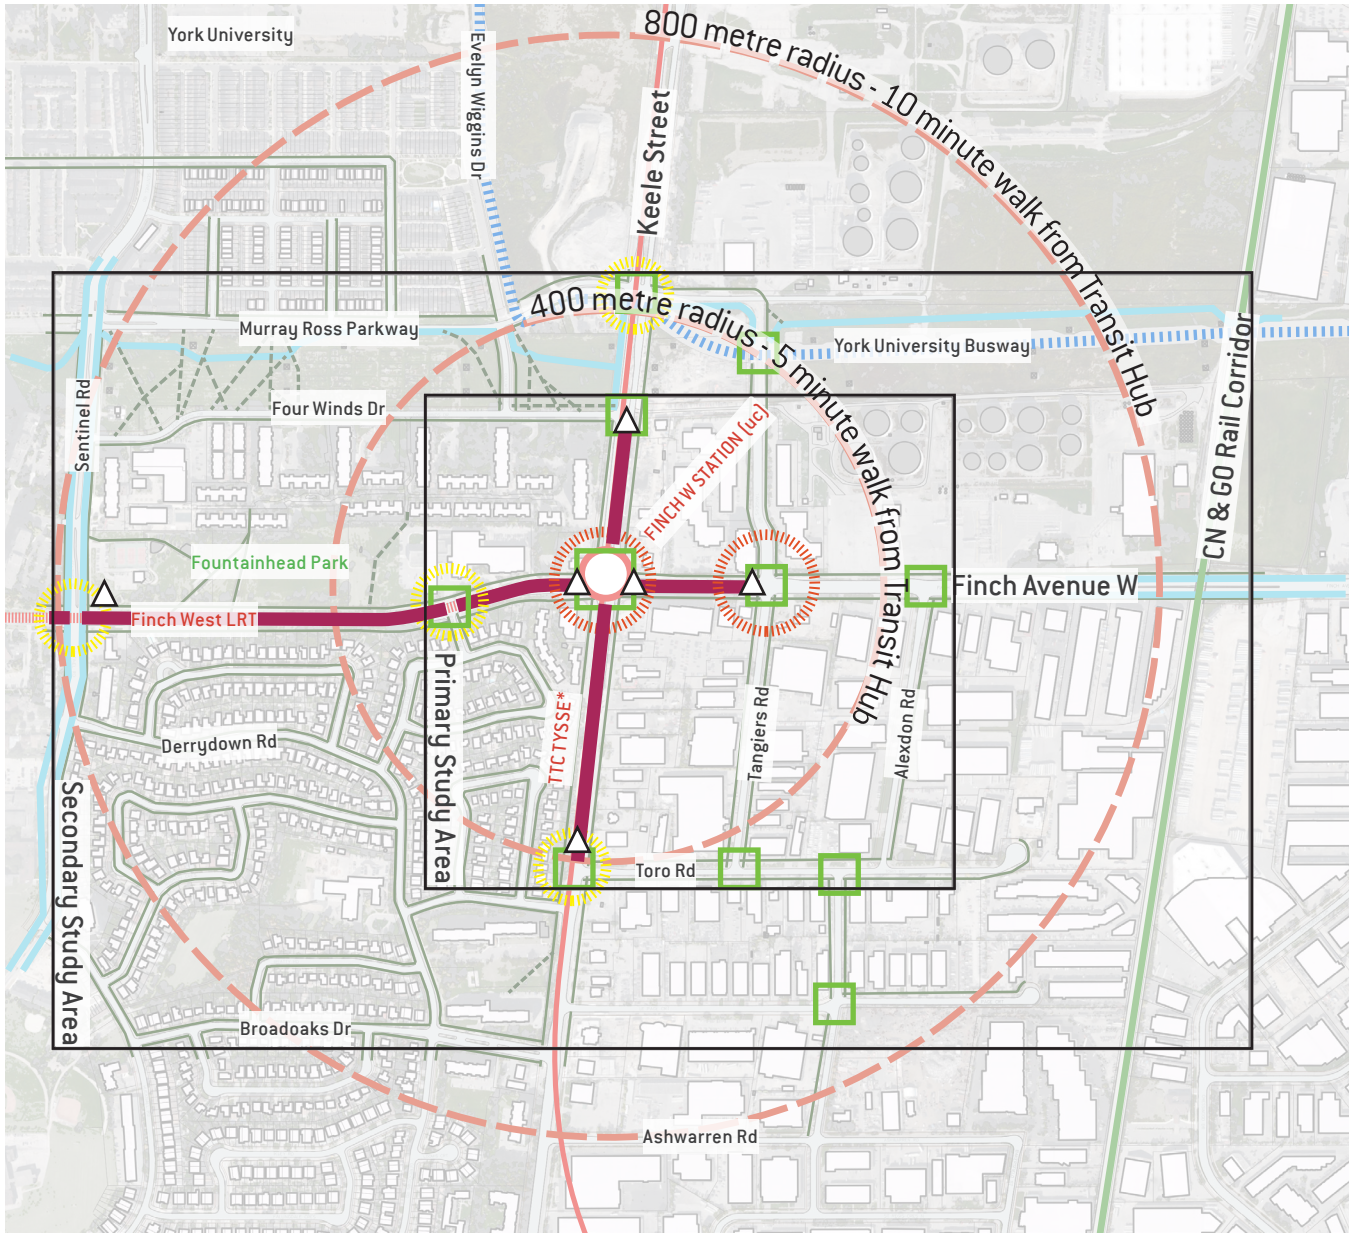 York University
Evelyn Wiggins Dr
Keele Street
800 metre radius - 10 minute walk from Transit Hub
400 metre radius - 5 minute walk from Transit Hub
Murray Ross Parkway
York University Busway
CN & GO Rail Corridor
Sentinel Rd
Four Winds Dr
FINCH W STATION (uc)
Fountainhead Park
Finch Avenue W
Finch West LRT
Primary Study Area
TTC TYSSE*
Tangiers Rd
Alexdon Rd
Derrydown Rd
Secondary Study Area
Toro Rd
Broadoaks Dr
Ashwarren Rd